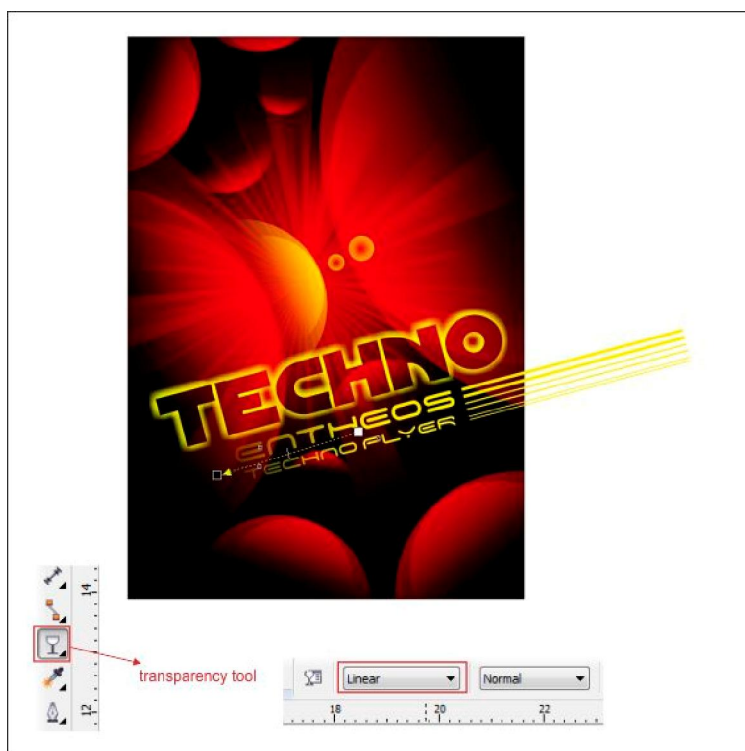 TECHNO
ENTHEOS
TECHNO FLYER
14
12
transparency tool
Linear
Normal
18
20
22